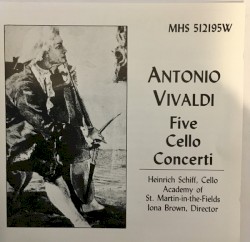 MHS 512195W
ANTONIO
VIVALDI
Five
Cello
Concerti
Heinrich Schiff, Cello
Academy of
St. Martin-in-the-Fields
Iona Brown, Director